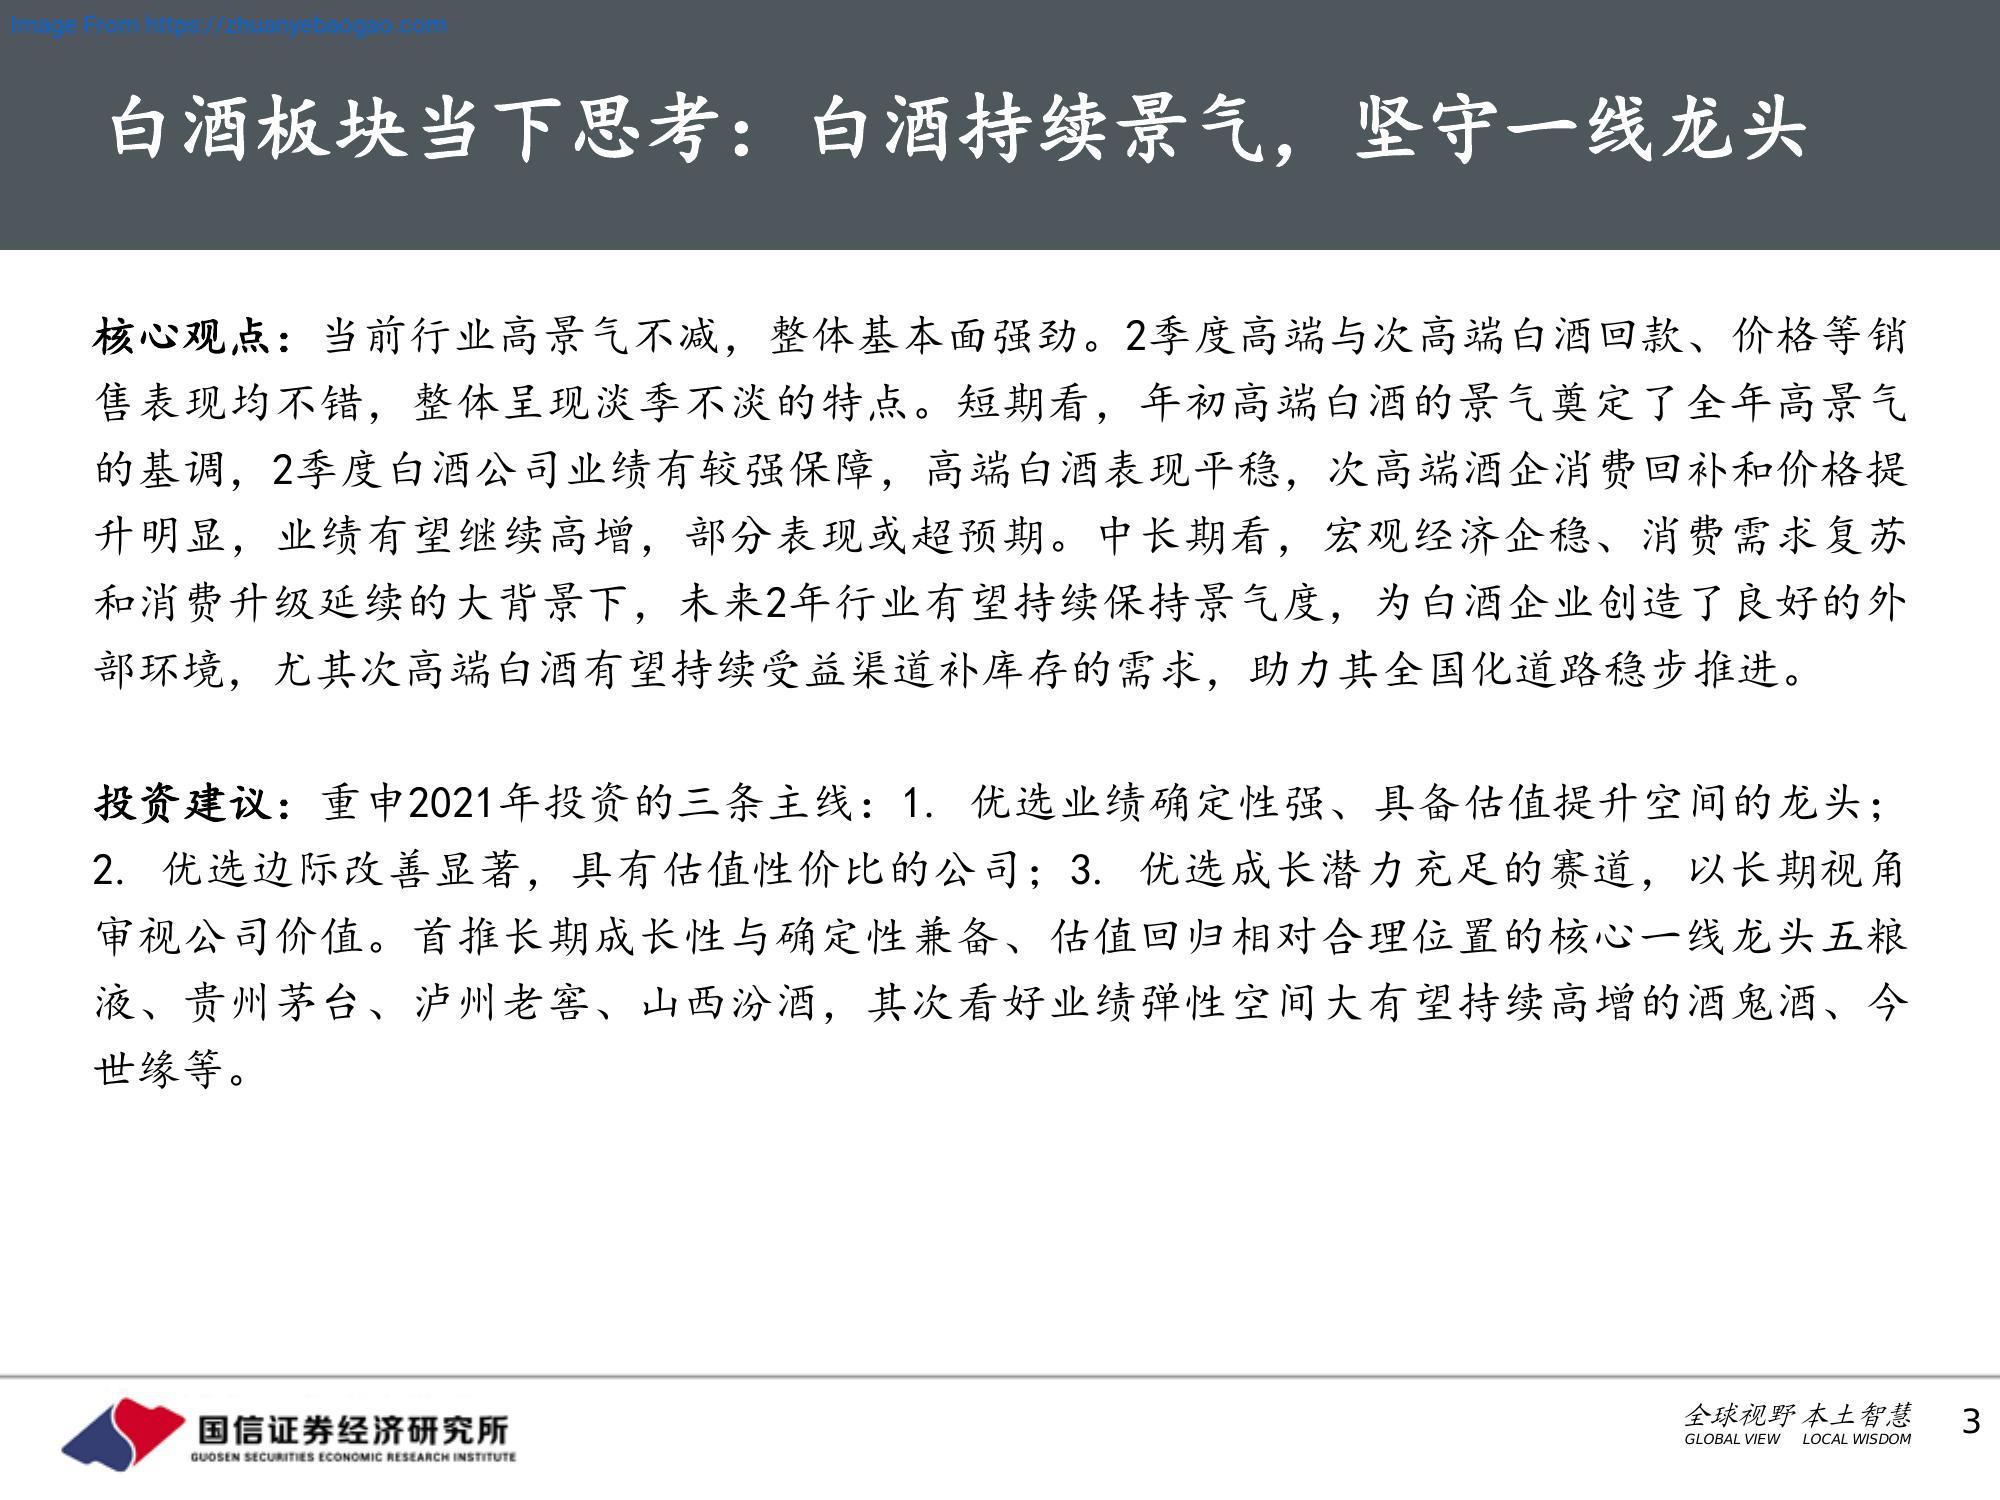 Image From https://zhuanyebaogao.com
白酒板块当下思考：白酒持续景气，坚守一线龙头
核心观点：当前行业高景气不减，整体基本面强劲。2季度高端与次高端白酒回款、价格等销
售表现均不错，整体呈现淡季不淡的特点。短期看，年初高端白酒的景气奠定了全年高景气
的基调，2季度白酒公司业绩有较强保障，高端白酒表现平稳，次高端酒企消费回补和价格提
升明显，业绩有望继续高增，部分表现或超预期。中长期看，宏观经济企稳、消费需求复苏
和消费升级延续的大背景下，未来2年行业有望持续保持景气度，为白酒企业创造了良好的外
部环境，尤其次高端白酒有望持续受益渠道补库存的需求，助力其全国化道路稳步推进。
投资建议：重申2021年投资的三条主线：1. 优选业绩确定性强、具备估值提升空间的龙头；
2. 优选边际改善显著，具有估值性价比的公司；3. 优选成长潜力充足的赛道，以长期视角
审视公司价值。首推长期成长性与确定性兼备、估值回归相对合理位置的核心一线龙头五粮
液、贵州茅台、泸州老窖、山西汾酒，其次看好业绩弹性空间大有望持续高增的酒鬼酒、今
世缘等。
国信证券经济研究所
GUOSEN SECURITIES ECONOMIC RESEARCH INSTITUTE
全球视野 本土智慧
GLOBAL VIEW LOCAL WISDOM
3